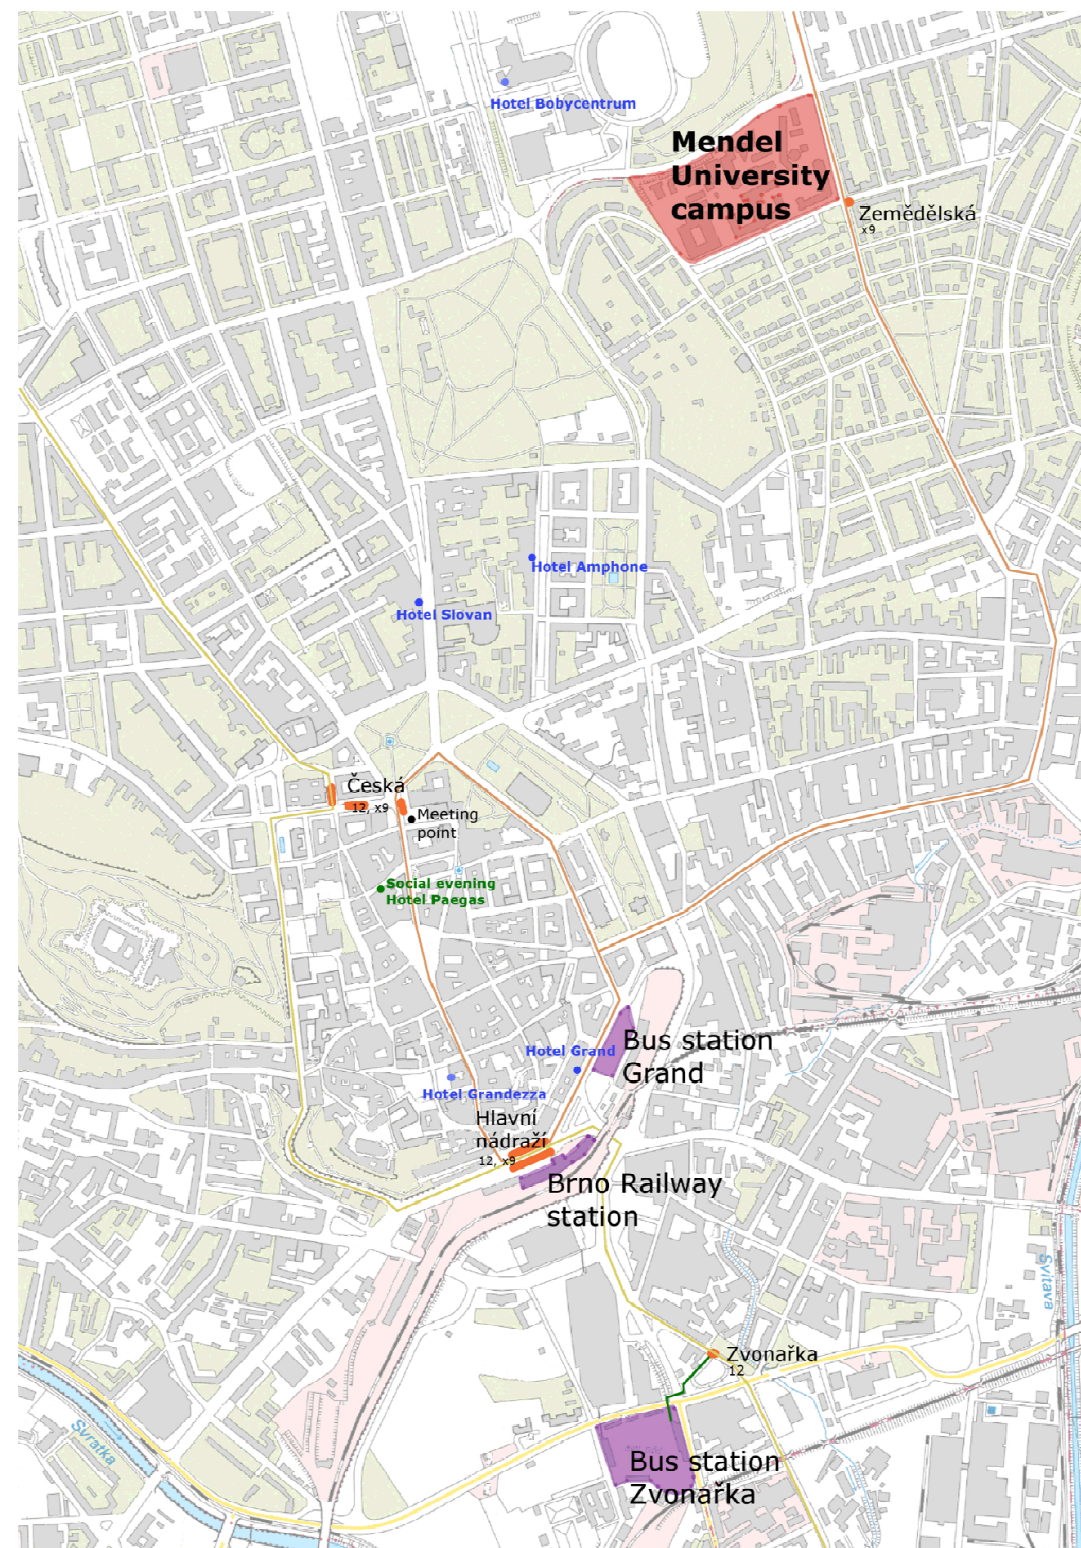 Hotel Bobycentrum
Mendel
University
campus
Zemědělská
x9
Hotel Amphone
Hotel Slovan
Česká
12, x9
Meeting
point
Social evening
Hotel Paegas
Bus station
Grand
Hotel Grand
Hotel Grandezza
Hlavní
nádraží
12, x9
Brno Railway
station
Svitava
Zvonařka
12
Svratka
Bus station
Zvonařka